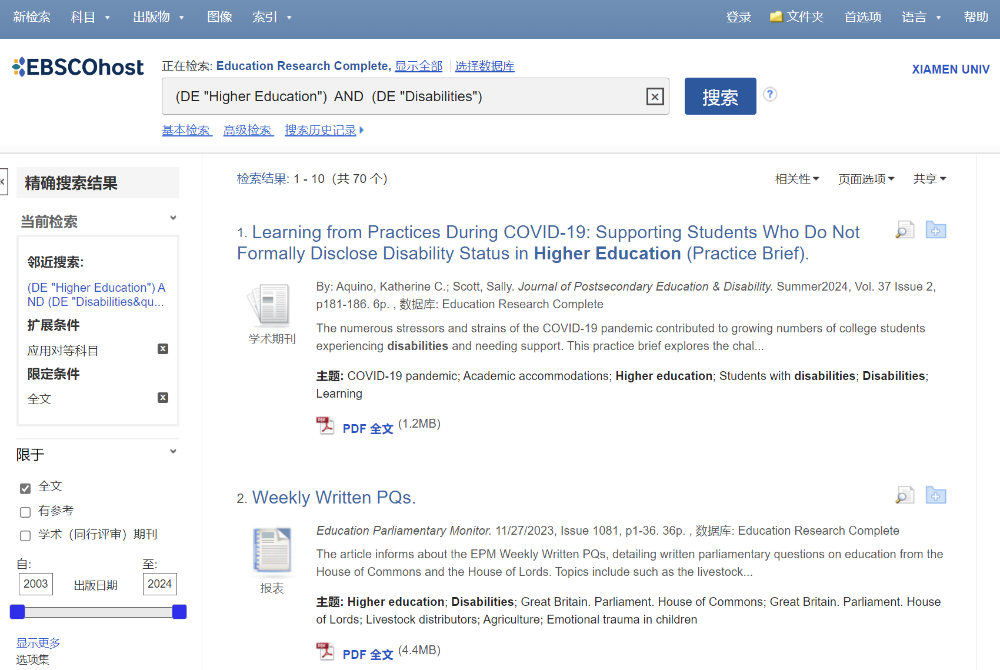 新检索 科目 出版物 图像 索引 登录 文件夹 首选项 语言 帮助
EBSCOhost
正在检索: Education Research Complete, 显示全部 选择数据库
XIAMEN UNIV
(DE "Higher Education") AND (DE "Disabilities")
搜索
?
基本检索 高级检索 搜索历史记录
精确搜索结果
当前检索
邻近搜索:
(DE "Higher Education") A
ND (DE "Disabilities&qu...
扩展条件
应用对等科目
限定条件
全文
限于
全文
有参考
学术（同行评审）期刊
自: 至:
2003 出版日期 2024
显示更多
选项集
检索结果: 1 - 10（共 70 个）
相关性 页面选项 共享
1. Learning from Practices During COVID-19: Supporting Students Who Do Not
Formally Disclose Disability Status in Higher Education (Practice Brief).
学术期刊
By: Aquino, Katherine C.; Scott, Sally. Journal of Postsecondary Education & Disability. Summer2024, Vol. 37 Issue 2,
p181-186. 6p. , 数据库: Education Research Complete
The numerous stressors and strains of the COVID-19 pandemic contributed to growing numbers of college students
experiencing disabilities and needing support. This practice brief explores the chal...
主题: COVID-19 pandemic; Academic accommodations; Higher education; Students with disabilities; Disabilities;
Learning
PDF 全文 (1.2MB)
2. Weekly Written PQs.
报表
Education Parliamentary Monitor. 11/27/2023, Issue 1081, p1-36. 36p. , 数据库: Education Research Complete
The article informs about the EPM Weekly Written PQs, detailing written parliamentary questions on education from the
House of Commons and the House of Lords. Topics include such as the livestock...
主题: Higher education; Disabilities; Great Britain. Parliament. House of Commons; Great Britain. Parliament. House
of Lords; Livestock distributors; Agriculture; Emotional trauma in children
PDF 全文 (4.4MB)